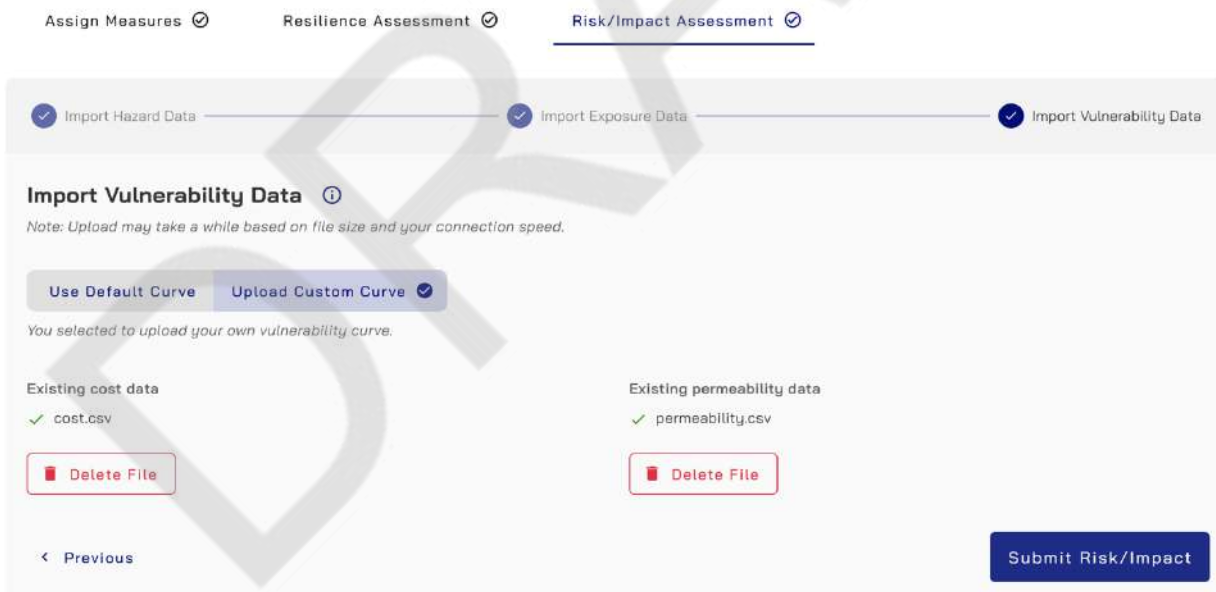 Assign Measures
Resilience Assessment
Risk/Impact Assessment
Import Hazard Data
Import Exposure Data
Import Vulnerability Data
Import Vulnerability Data
Note: Upload may take a while based on file size and your connection speed.
Use Default Curve
Upload Custom Curve
You selected to upload your own vulnerability curve.
Existing cost data
Existing permeability data
cost.csv
permeability.csv
Delete File
Delete File
Previous
Submit Risk/Impact